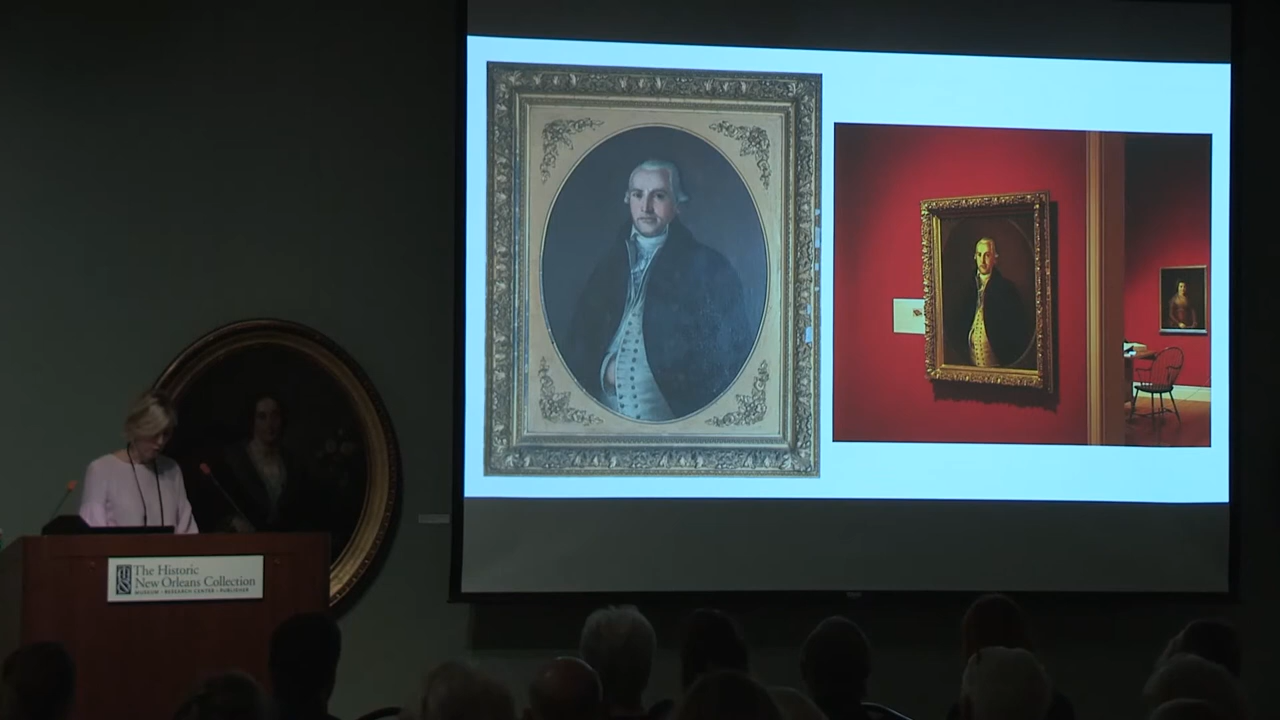 The Historic
New Orleans Collection
MUSEUM • RESEARCH CENTER • PUBLISHER